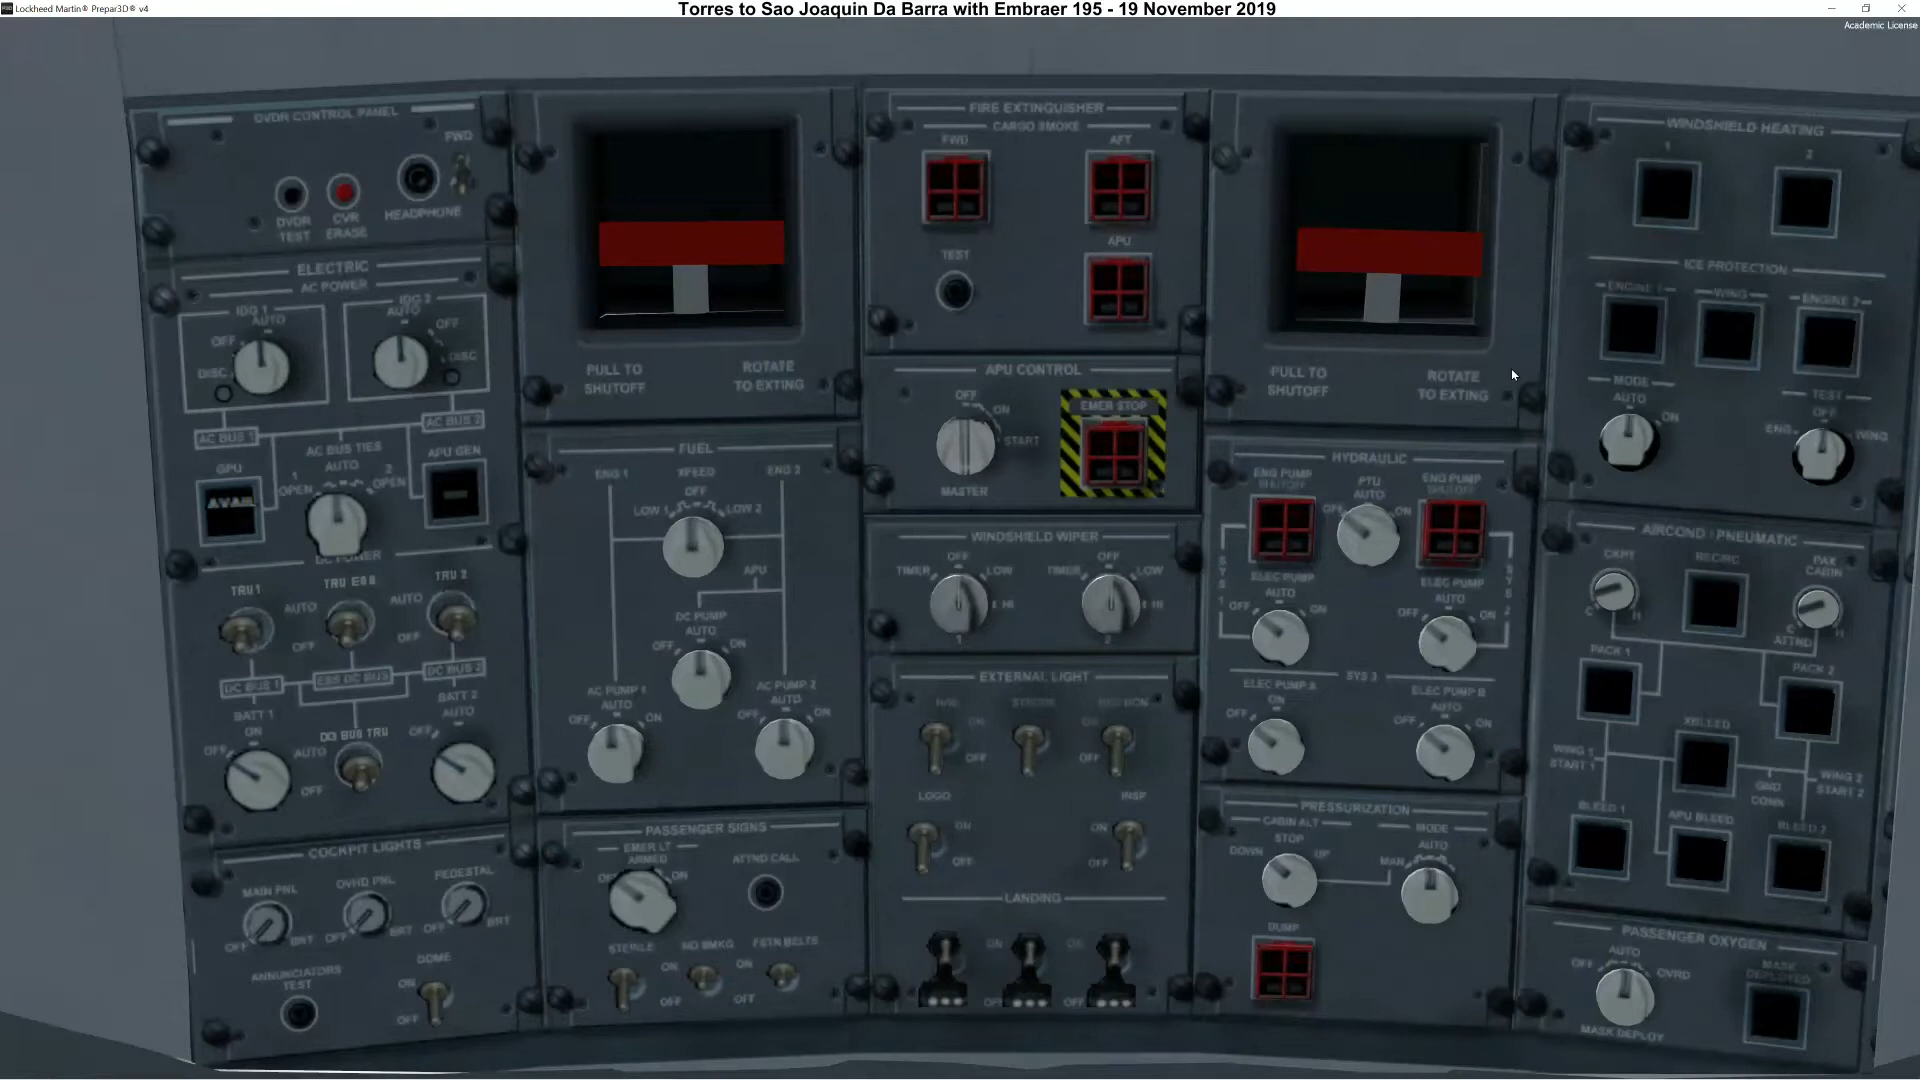 Lockheed Martin® Prepar3D® v4
Torres to Sao Joaquin Da Barra with Embraer 195 - 19 November 2019
Academic License
DVDR CONTROL PANEL
FWD
DVDR TEST
CVR ERASE
HEADPHONE
ELECTRIC
AC POWER
IDG 1
AUTO
OFF
DISC
IDG 2
AUTO
OFF
DISC
AC BUS 1
AC BUS 2
AC BUS TIES
GPU
AVAIL
1
OPEN
AUTO
2
OPEN
APU GEN
DC POWER
TRU 1
AUTO
OFF
TRU ESS
AUTO
OFF
TRU 2
DC BUS 1
ESS DC BUS
DC BUS 2
BATT 1
ON
OFF
DC BUS TRU
AUTO
OFF
BATT 2
AUTO
OFF
COCKPIT LIGHTS
MAIN PNL
OFF
BRT
OVHD PNL
OFF
BRT
PEDESTAL
OFF
BRT
ANNUNCIATORS
TEST
DOME
ON
OFF
PULL TO
SHUTOFF
ROTATE
TO EXTING
FUEL
ENG 1
XFEED
ENG 2
OFF
LOW 1
LOW 2
APU
DC PUMP
AUTO
OFF
ON
AC PUMP 1
AUTO
OFF
ON
AC PUMP 2
AUTO
OFF
ON
PASSENGER SIGNS
EMER LT
ARMED
OFF
ON
ATTND CALL
STERILE
NO SMKG
FSTN BELTS
ON
OFF
ON
OFF
FIRE EXTINGUISHER
CARGO SMOKE
FWD
AFT
TEST
APU
APU CONTROL
OFF
ON
START
MASTER
EMER STOP
WINDSHIELD WIPER
TIMER
OFF
LOW
HI
1
TIMER
OFF
LOW
HI
2
EXTERNAL LIGHT
NAV
STROBE
RED BCN
ON
OFF
ON
OFF
LOGO
INSP
ON
OFF
ON
OFF
LANDING
ON
OFF
ON
OFF
PULL TO
SHUTOFF
ROTATE
TO EXTING
HYDRAULIC
ENG PUMP
SHUTOFF
PTU
AUTO
OFF
ON
ENG PUMP
SHUTOFF
SYS 1
SYS 2
ELEC PUMP
AUTO
OFF
ON
ELEC PUMP
AUTO
OFF
ON
SYS 3
ELEC PUMP A
ON
OFF
ELEC PUMP B
AUTO
OFF
ON
PRESSURIZATION
CABIN ALT
STOP
DOWN
UP
MODE
AUTO
MAN
DUMP
WINDSHIELD HEATING
1
2
ICE PROTECTION
ENGINE 1
WING
ENGINE 2
MODE
AUTO
ON
TEST
OFF
ENG
WING
AIRCOND / PNEUMATIC
CKPT
C
H
RECIRC
PAX
CABIN
C
H
ATTND
PACK 1
PACK 2
XBLEED
WING 1
START 1
WING 2
START 2
GND
CONN
BLEED 1
APU BLEED
BLEED 2
PASSENGER OXYGEN
AUTO
OFF
OVRD
MASK DEPLOY
MASK
DEPLOYED